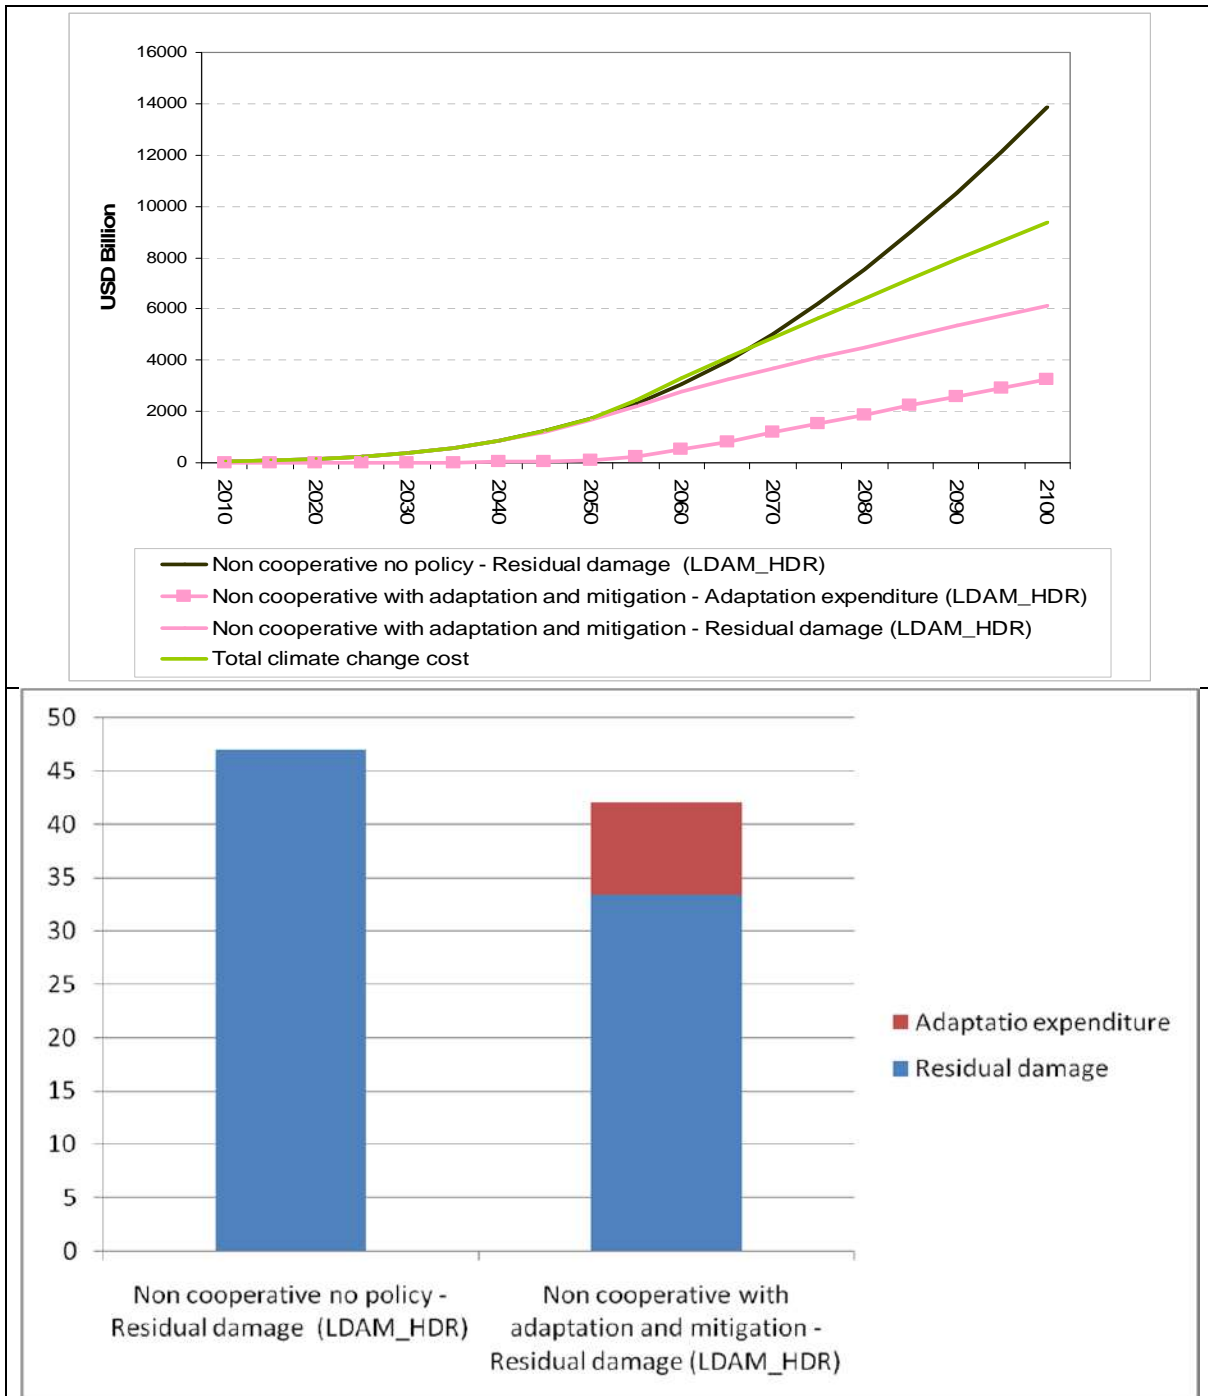 16000
14000
12000
10000
8000
6000
4000
2000
0
USD Billion
2010
2020
2030
2040
2050
2060
2070
2080
2090
2100
Non cooperative no policy - Residual damage (LDAM_HDR)
Non cooperative with adaptation and mitigation - Adaptation expenditure (LDAM_HDR)
Non cooperative with adaptation and mitigation - Residual damage (LDAM_HDR)
Total climate change cost
50
45
40
35
30
25
20
15
10
5
0
Adaptatio expenditure
Residual damage
Non cooperative no policy -
Residual damage (LDAM_HDR)
Non cooperative with
adaptation and mitigation -
Residual damage (LDAM_HDR)